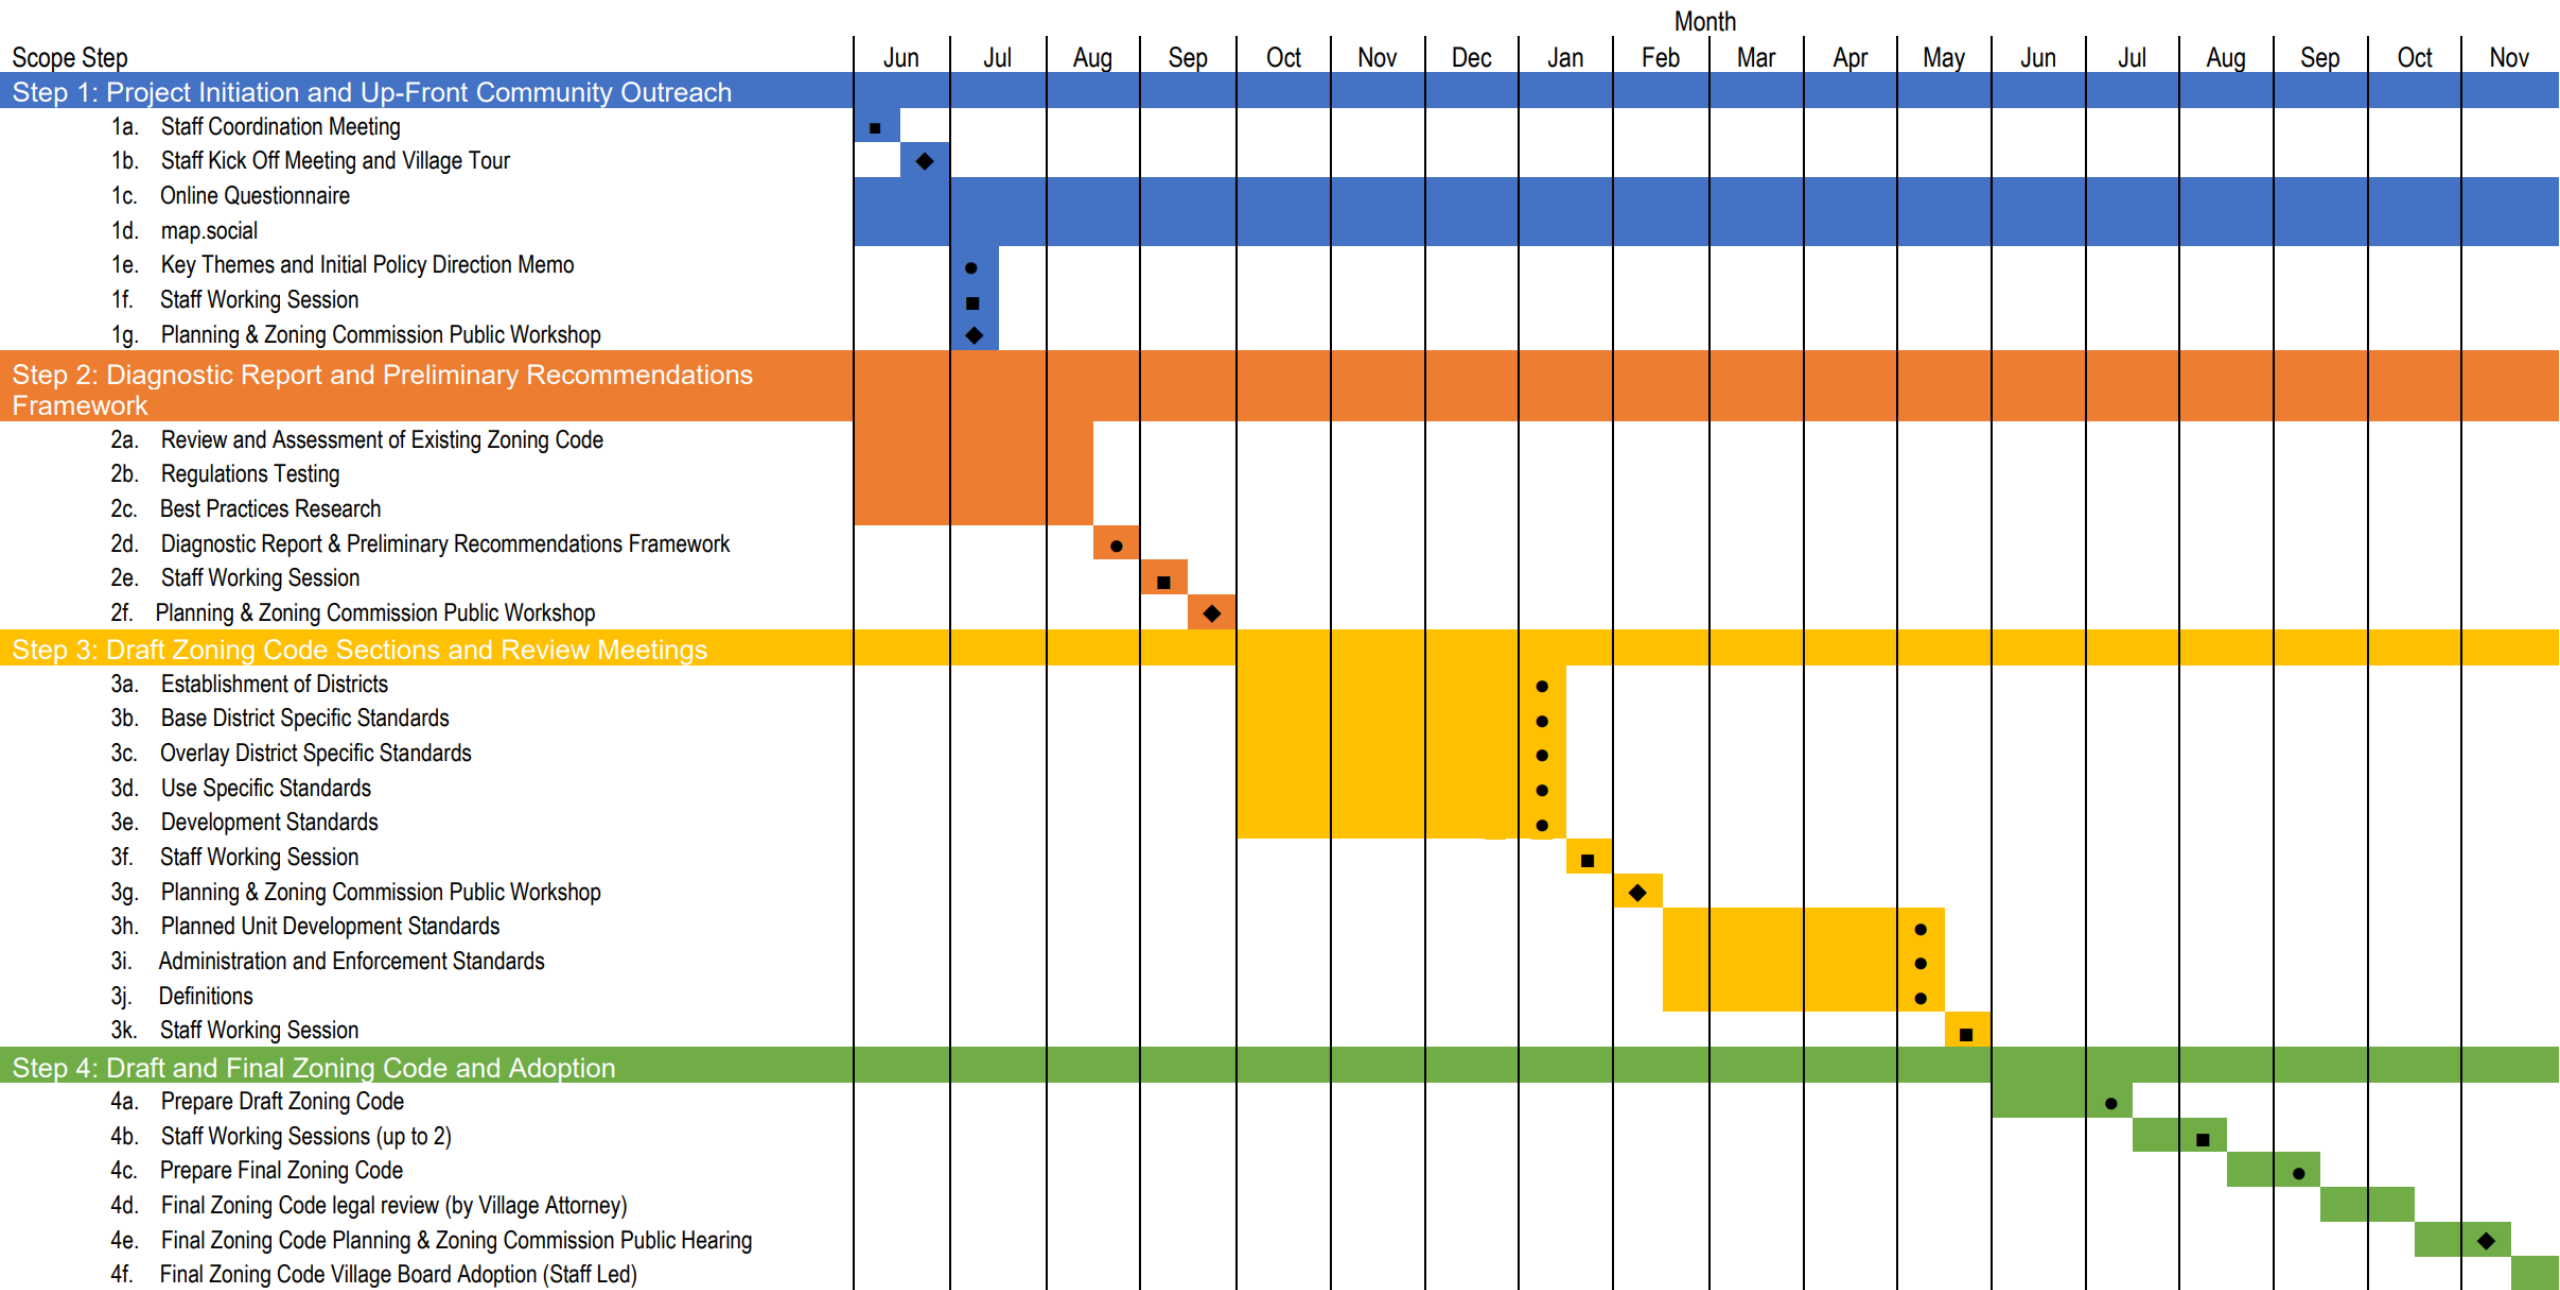 Month
Scope Step Jun Jul Aug Sep Oct Nov Dec Jan Feb Mar Apr May Jun Jul Aug Sep Oct Nov
Step 1: Project Initiation and Up-Front Community Outreach
1a. Staff Coordination Meeting
1b. Staff Kick Off Meeting and Village Tour
1c. Online Questionnaire
1d. map.social
1e. Key Themes and Initial Policy Direction Memo
1f. Staff Working Session
1g. Planning & Zoning Commission Public Workshop
Step 2: Diagnostic Report and Preliminary Recommendations
Framework
2a. Review and Assessment of Existing Zoning Code
2b. Regulations Testing
2c. Best Practices Research
2d. Diagnostic Report & Preliminary Recommendations Framework
2e. Staff Working Session
2f. Planning & Zoning Commission Public Workshop
Step 3: Draft Zoning Code Sections and Review Meetings
3a. Establishment of Districts
3b. Base District Specific Standards
3c. Overlay District Specific Standards
3d. Use Specific Standards
3e. Development Standards
3f. Staff Working Session
3g. Planning & Zoning Commission Public Workshop
3h. Planned Unit Development Standards
3i. Administration and Enforcement Standards
3j. Definitions
3k. Staff Working Session
Step 4: Draft and Final Zoning Code and Adoption
4a. Prepare Draft Zoning Code
4b. Staff Working Sessions (up to 2)
4c. Prepare Final Zoning Code
4d. Final Zoning Code legal review (by Village Attorney)
4e. Final Zoning Code Planning & Zoning Commission Public Hearing
4f. Final Zoning Code Village Board Adoption (Staff Led)